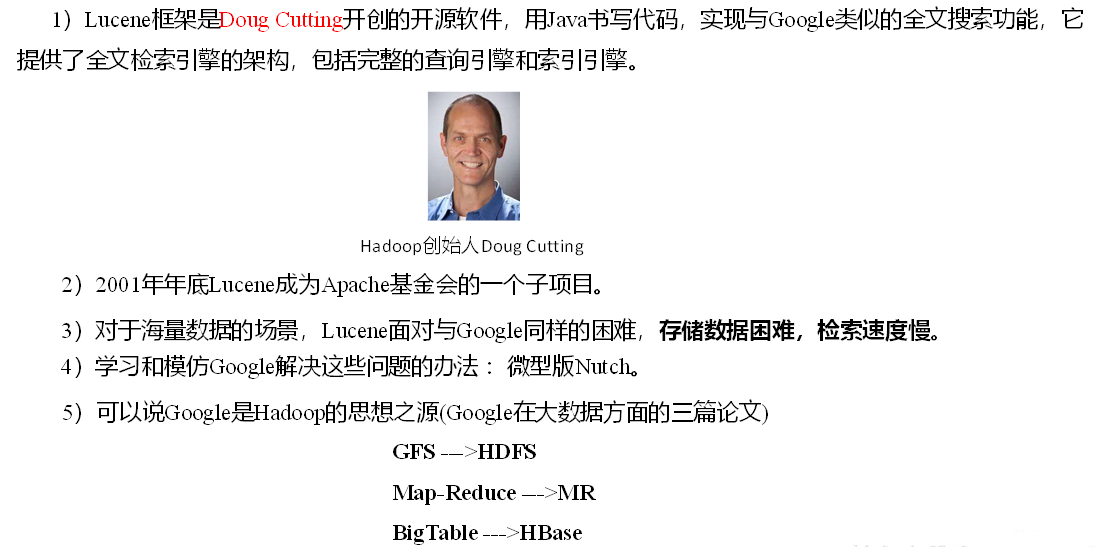 1）Lucene框架是Doug Cutting开创的开源软件，用Java书写代码，实现与Google类似的全文搜索功能，它
提供了全文检索引擎的架构，包括完整的查询引擎和索引引擎。
Hadoop创始人Doug Cutting
2）2001年年底Lucene成为Apache基金会的一个子项目。
3）对于海量数据的场景，Lucene面对与Google同样的困难，存储数据困难，检索速度慢。
4）学习和模仿Google解决这些问题的办法 ：微型版Nutch。
5）可以说Google是Hadoop的思想之源(Google在大数据方面的三篇论文)
GFS --->HDFS
Map-Reduce --->MR
BigTable --->HBase